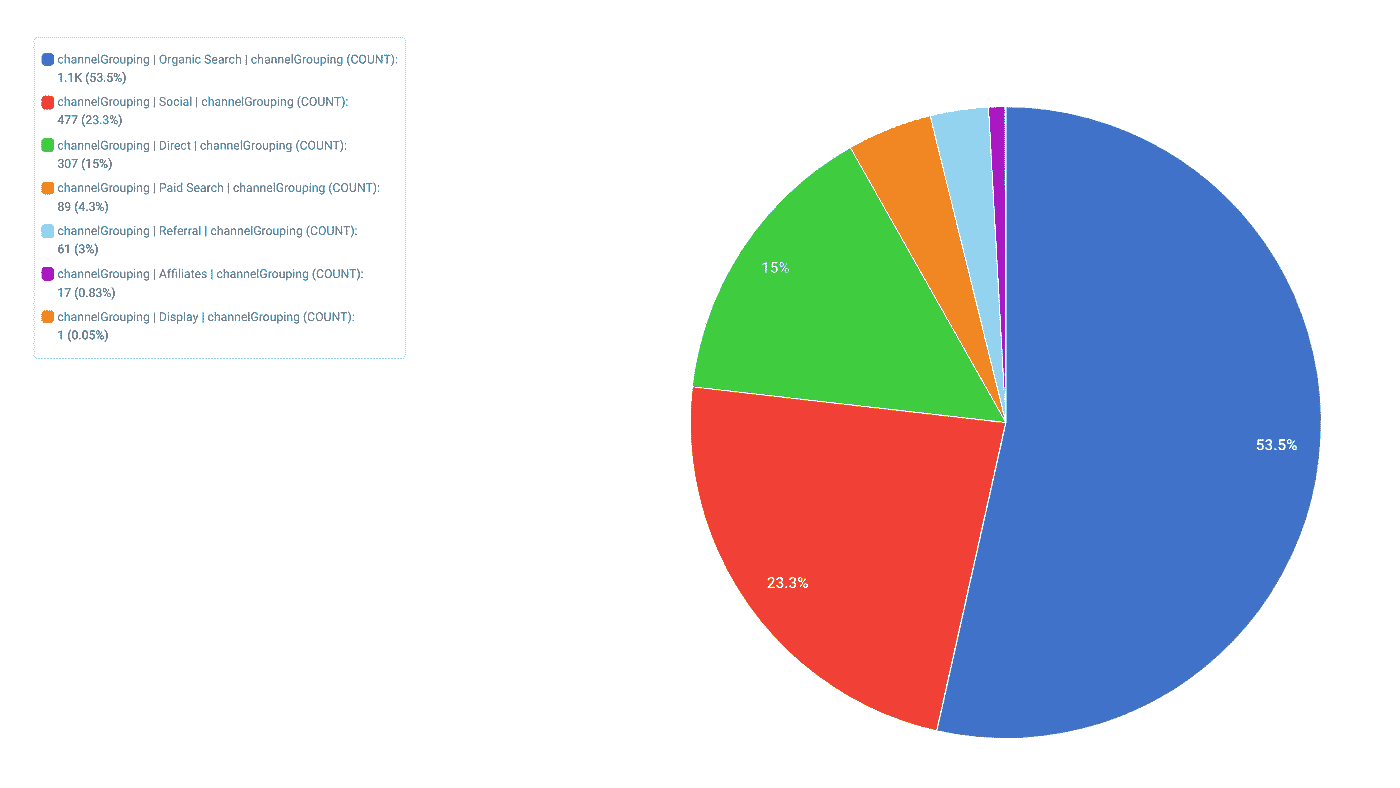 channelGrouping | Organic Search | channelGrouping (COUNT):
1.1K (53.5%)
channelGrouping | Social | channelGrouping (COUNT):
477 (23.3%)
channelGrouping | Direct | channelGrouping (COUNT):
307 (15%)
channelGrouping | Paid Search | channelGrouping (COUNT):
89 (4.3%)
channelGrouping | Referral | channelGrouping (COUNT):
61 (3%)
channelGrouping | Affiliates | channelGrouping (COUNT):
17 (0.83%)
channelGrouping | Display | channelGrouping (COUNT):
1 (0.05%)
15%
53.5%
23.3%